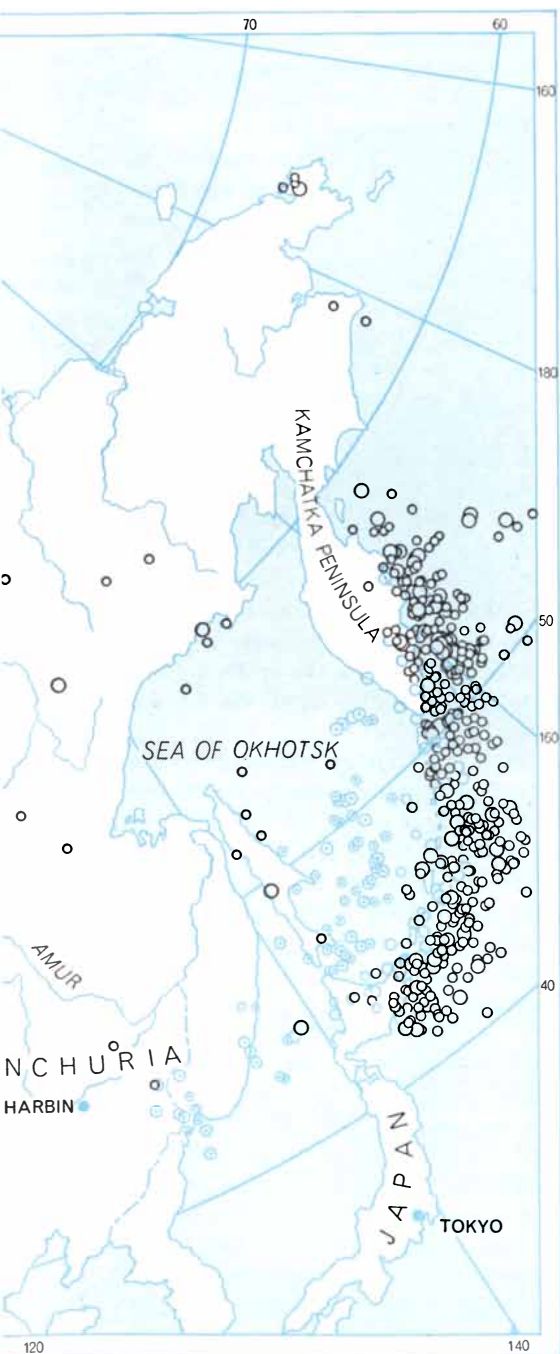 70
60
160
180
KAMCHATKA PENINSULA
50
160
SEA OF OKHOTSK
AMUR
40
NCHURIA
HARBIN
JAPAN
TOKYO
120
140